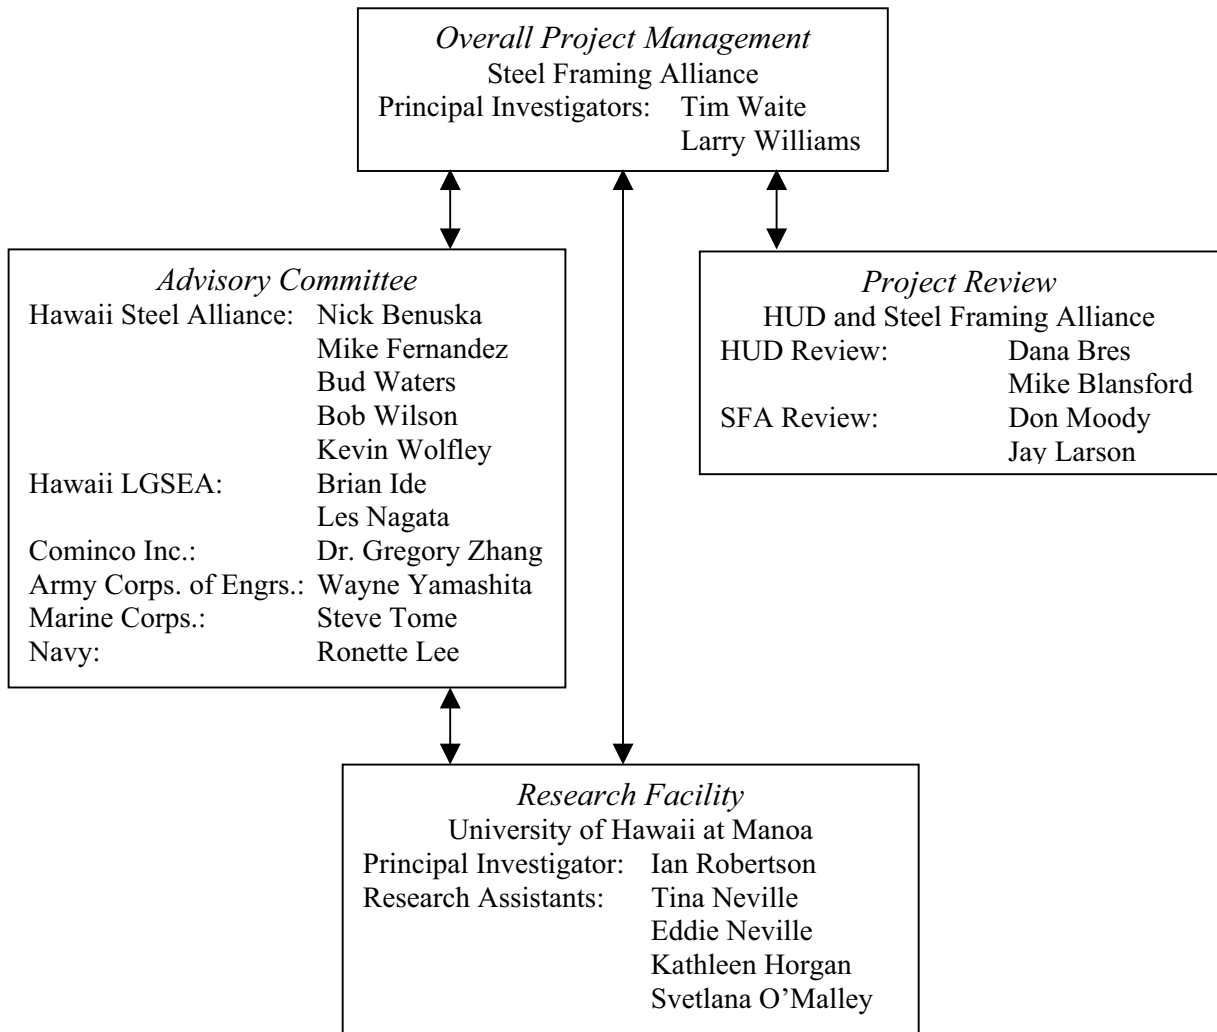 Overall Project Management
Steel Framing Alliance
Principal Investigators: Tim Waite
Larry Williams
Advisory Committee
Hawaii Steel Alliance: Nick Benuska
Mike Fernandez
Bud Waters
Bob Wilson
Kevin Wolfley
Hawaii LGSEA: Brian Ide
Les Nagata
Cominco Inc.: Dr. Gregory Zhang
Army Corps. of Engrs.: Wayne Yamashita
Marine Corps.: Steve Tome
Navy: Ronette Lee
Project Review
HUD and Steel Framing Alliance
HUD Review: Dana Bres
Mike Blansford
SFA Review: Don Moody
Jay Larson
Research Facility
University of Hawaii at Manoa
Principal Investigator: Ian Robertson
Research Assistants: Tina Neville
Eddie Neville
Kathleen Horgan
Svetlana O’Malley